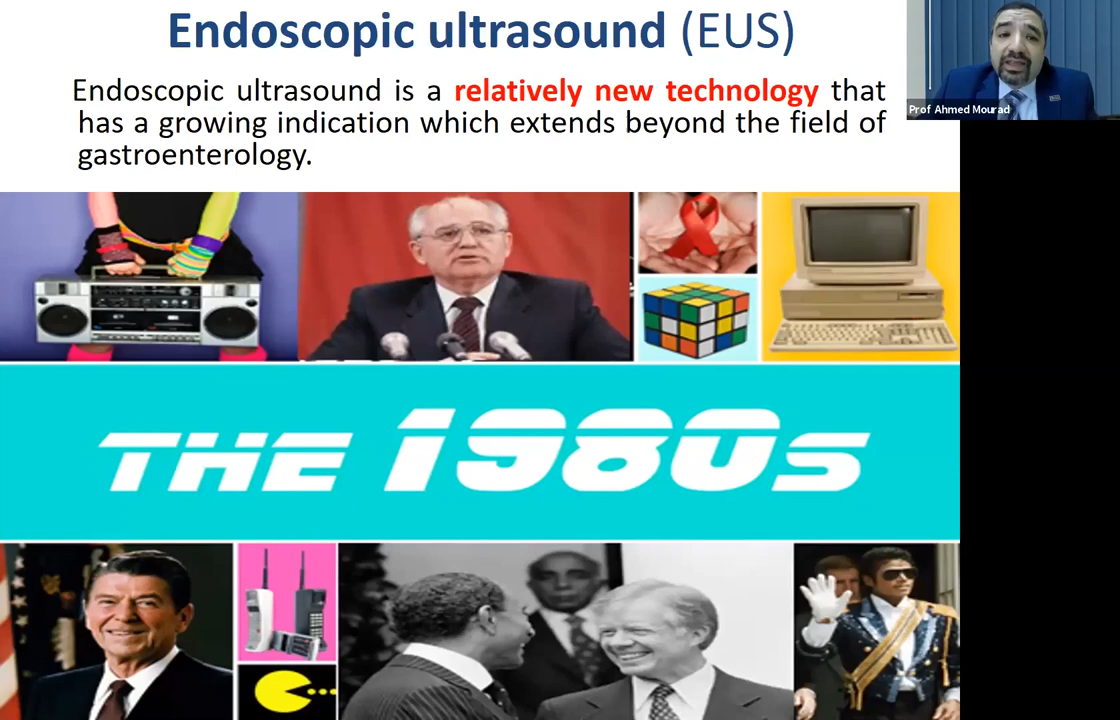 Endoscopic ultrasound (EUS)
Endoscopic ultrasound is a relatively new technology that
has a growing indication which extends beyond the field of
gastroenterology.
Prof Ahmed Mourad
THE 1980s